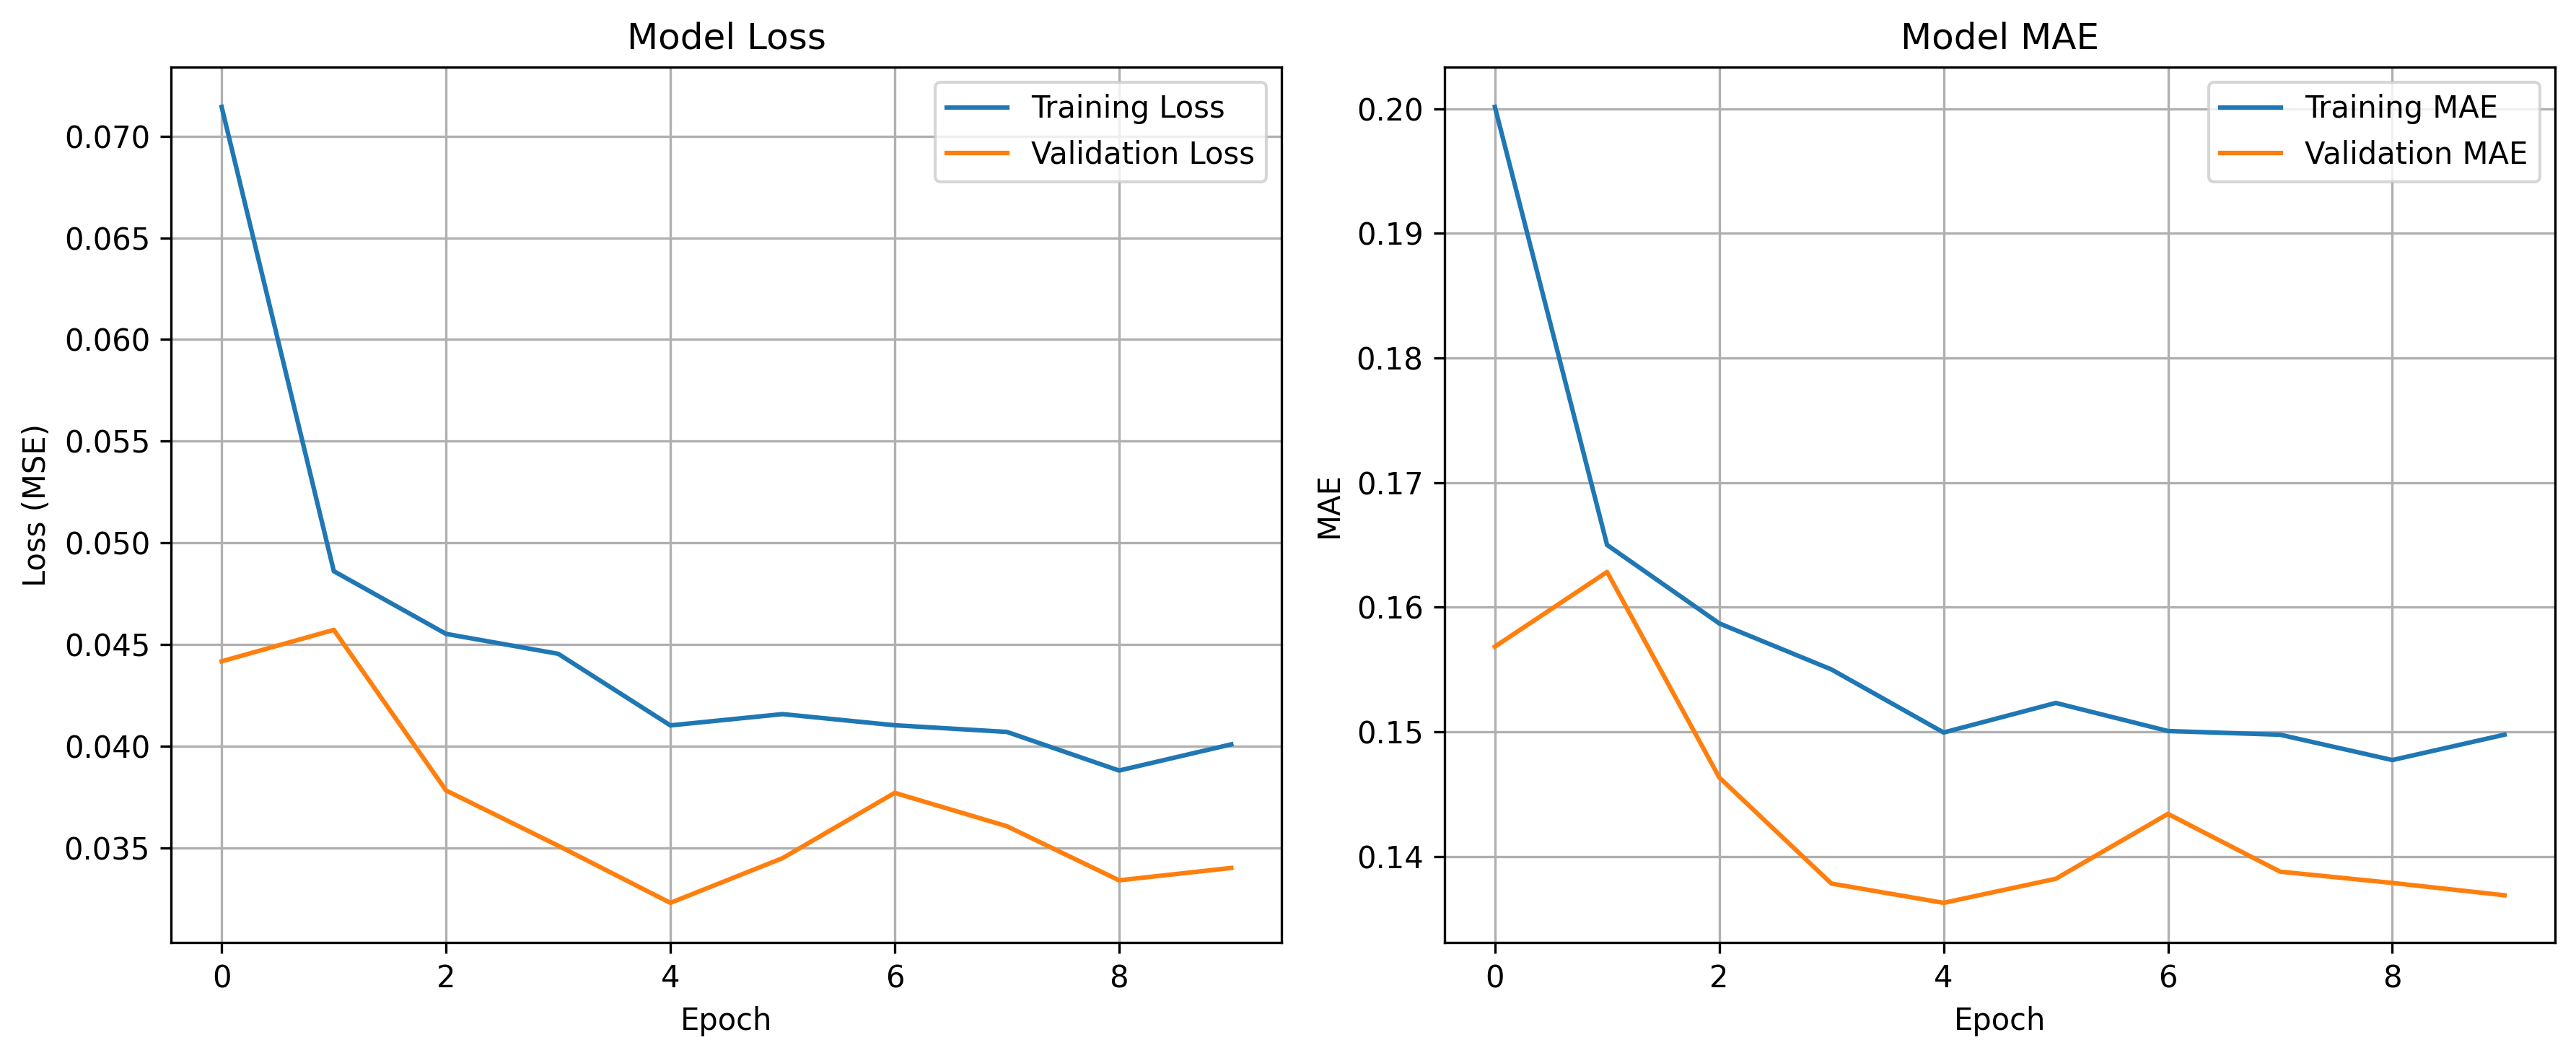 Model Loss
Training Loss
Validation Loss
0.070
0.065
0.060
0.055
0.050
0.045
0.040
0.035
Loss (MSE)
0 2 4 6 8
Epoch
Model MAE
Training MAE
Validation MAE
0.20
0.19
0.18
0.17
0.16
0.15
0.14
MAE
0 2 4 6 8
Epoch